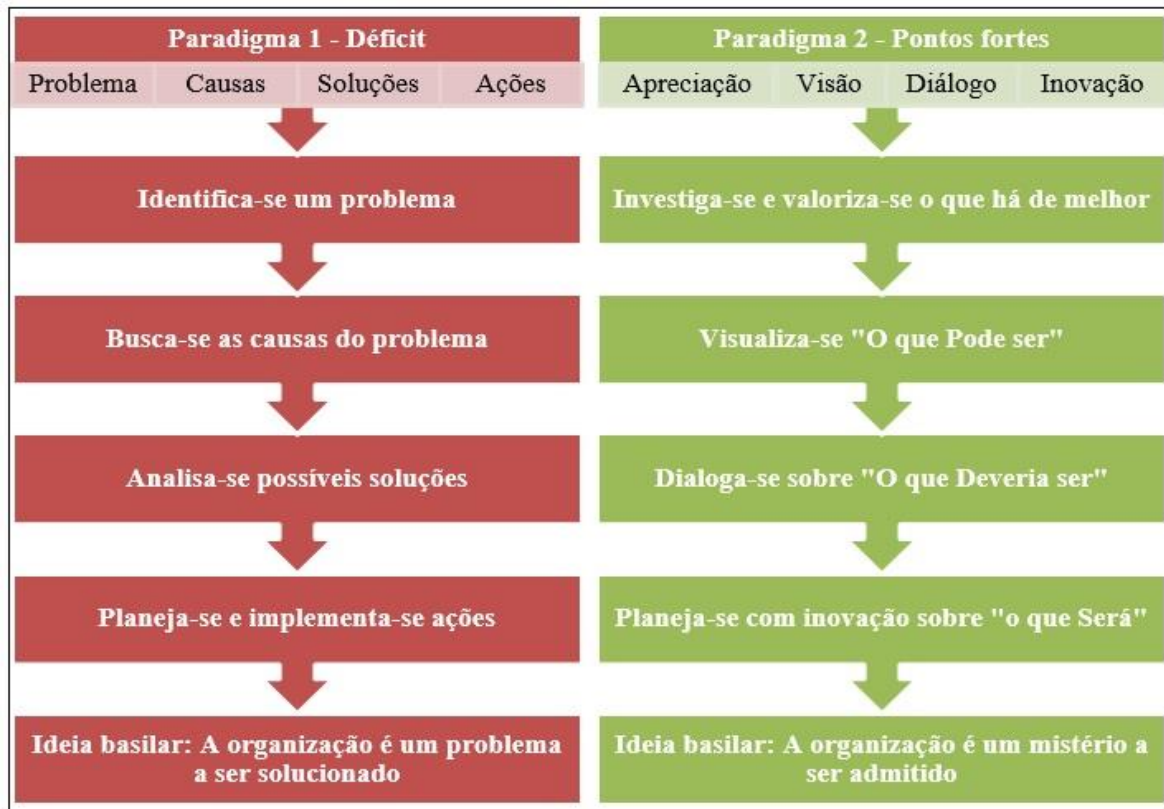 Paradigma 1 - Déficit
Problema Causas Soluções Ações
Identifica-se um problema
Busca-se as causas do problema
Analisa-se possíveis soluções
Planeja-se e implementa-se ações
Ideia basilar: A organização é um problema
a ser solucionado
Paradigma 2 - Pontos fortes
Apreciação Visão Diálogo Inovação
Investiga-se e valoriza-se o que há de melhor
Visualiza-se "O que Pode ser"
Dialoga-se sobre "O que Deveria ser"
Planeja-se com inovação sobre "o que Será"
Ideia basilar: A organização é um mistério a
ser admitido